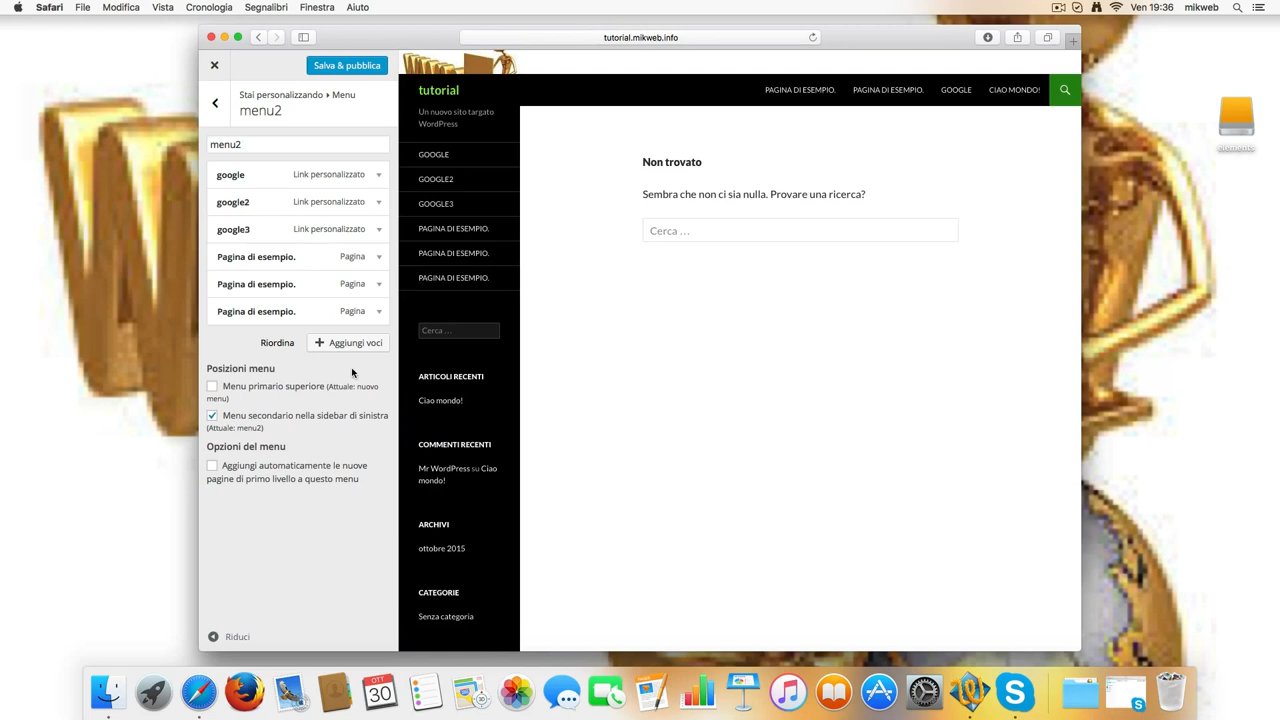 Safari File Modifica Vista Cronologia Segnalibri Finestra Aiuto Ven 19:36 mikweb
tutorial.mikweb.info
Salva & pubblica
Stai personalizzando ▸ Menu
menu2
menu2
google Link personalizzato
google2 Link personalizzato
google3 Link personalizzato
Pagina di esempio. Pagina
Pagina di esempio. Pagina
Pagina di esempio. Pagina
Riordina + Aggiungi voci
Posizioni menu
Menu primario superiore (Attuale: nuovo
menu)
Menu secondario nella sidebar di sinistra
(Attuale: menu2)
Opzioni del menu
Aggiungi automaticamente le nuove
pagine di primo livello a questo menu
Riduci
tutorial
PAGINA DI ESEMPIO. PAGINA DI ESEMPIO. GOOGLE CIAO MONDO!
Un nuovo sito targato
WordPress
GOOGLE
GOOGLE2
GOOGLE3
PAGINA DI ESEMPIO.
PAGINA DI ESEMPIO.
PAGINA DI ESEMPIO.
Cerca …
ARTICOLI RECENTI
Ciao mondo!
COMMENTI RECENTI
Mr WordPress su Ciao
mondo!
ARCHIVI
ottobre 2015
CATEGORIE
Senza categoria
Non trovato
Sembra che non ci sia nulla. Provare una ricerca?
Cerca …
elements
OTT
30